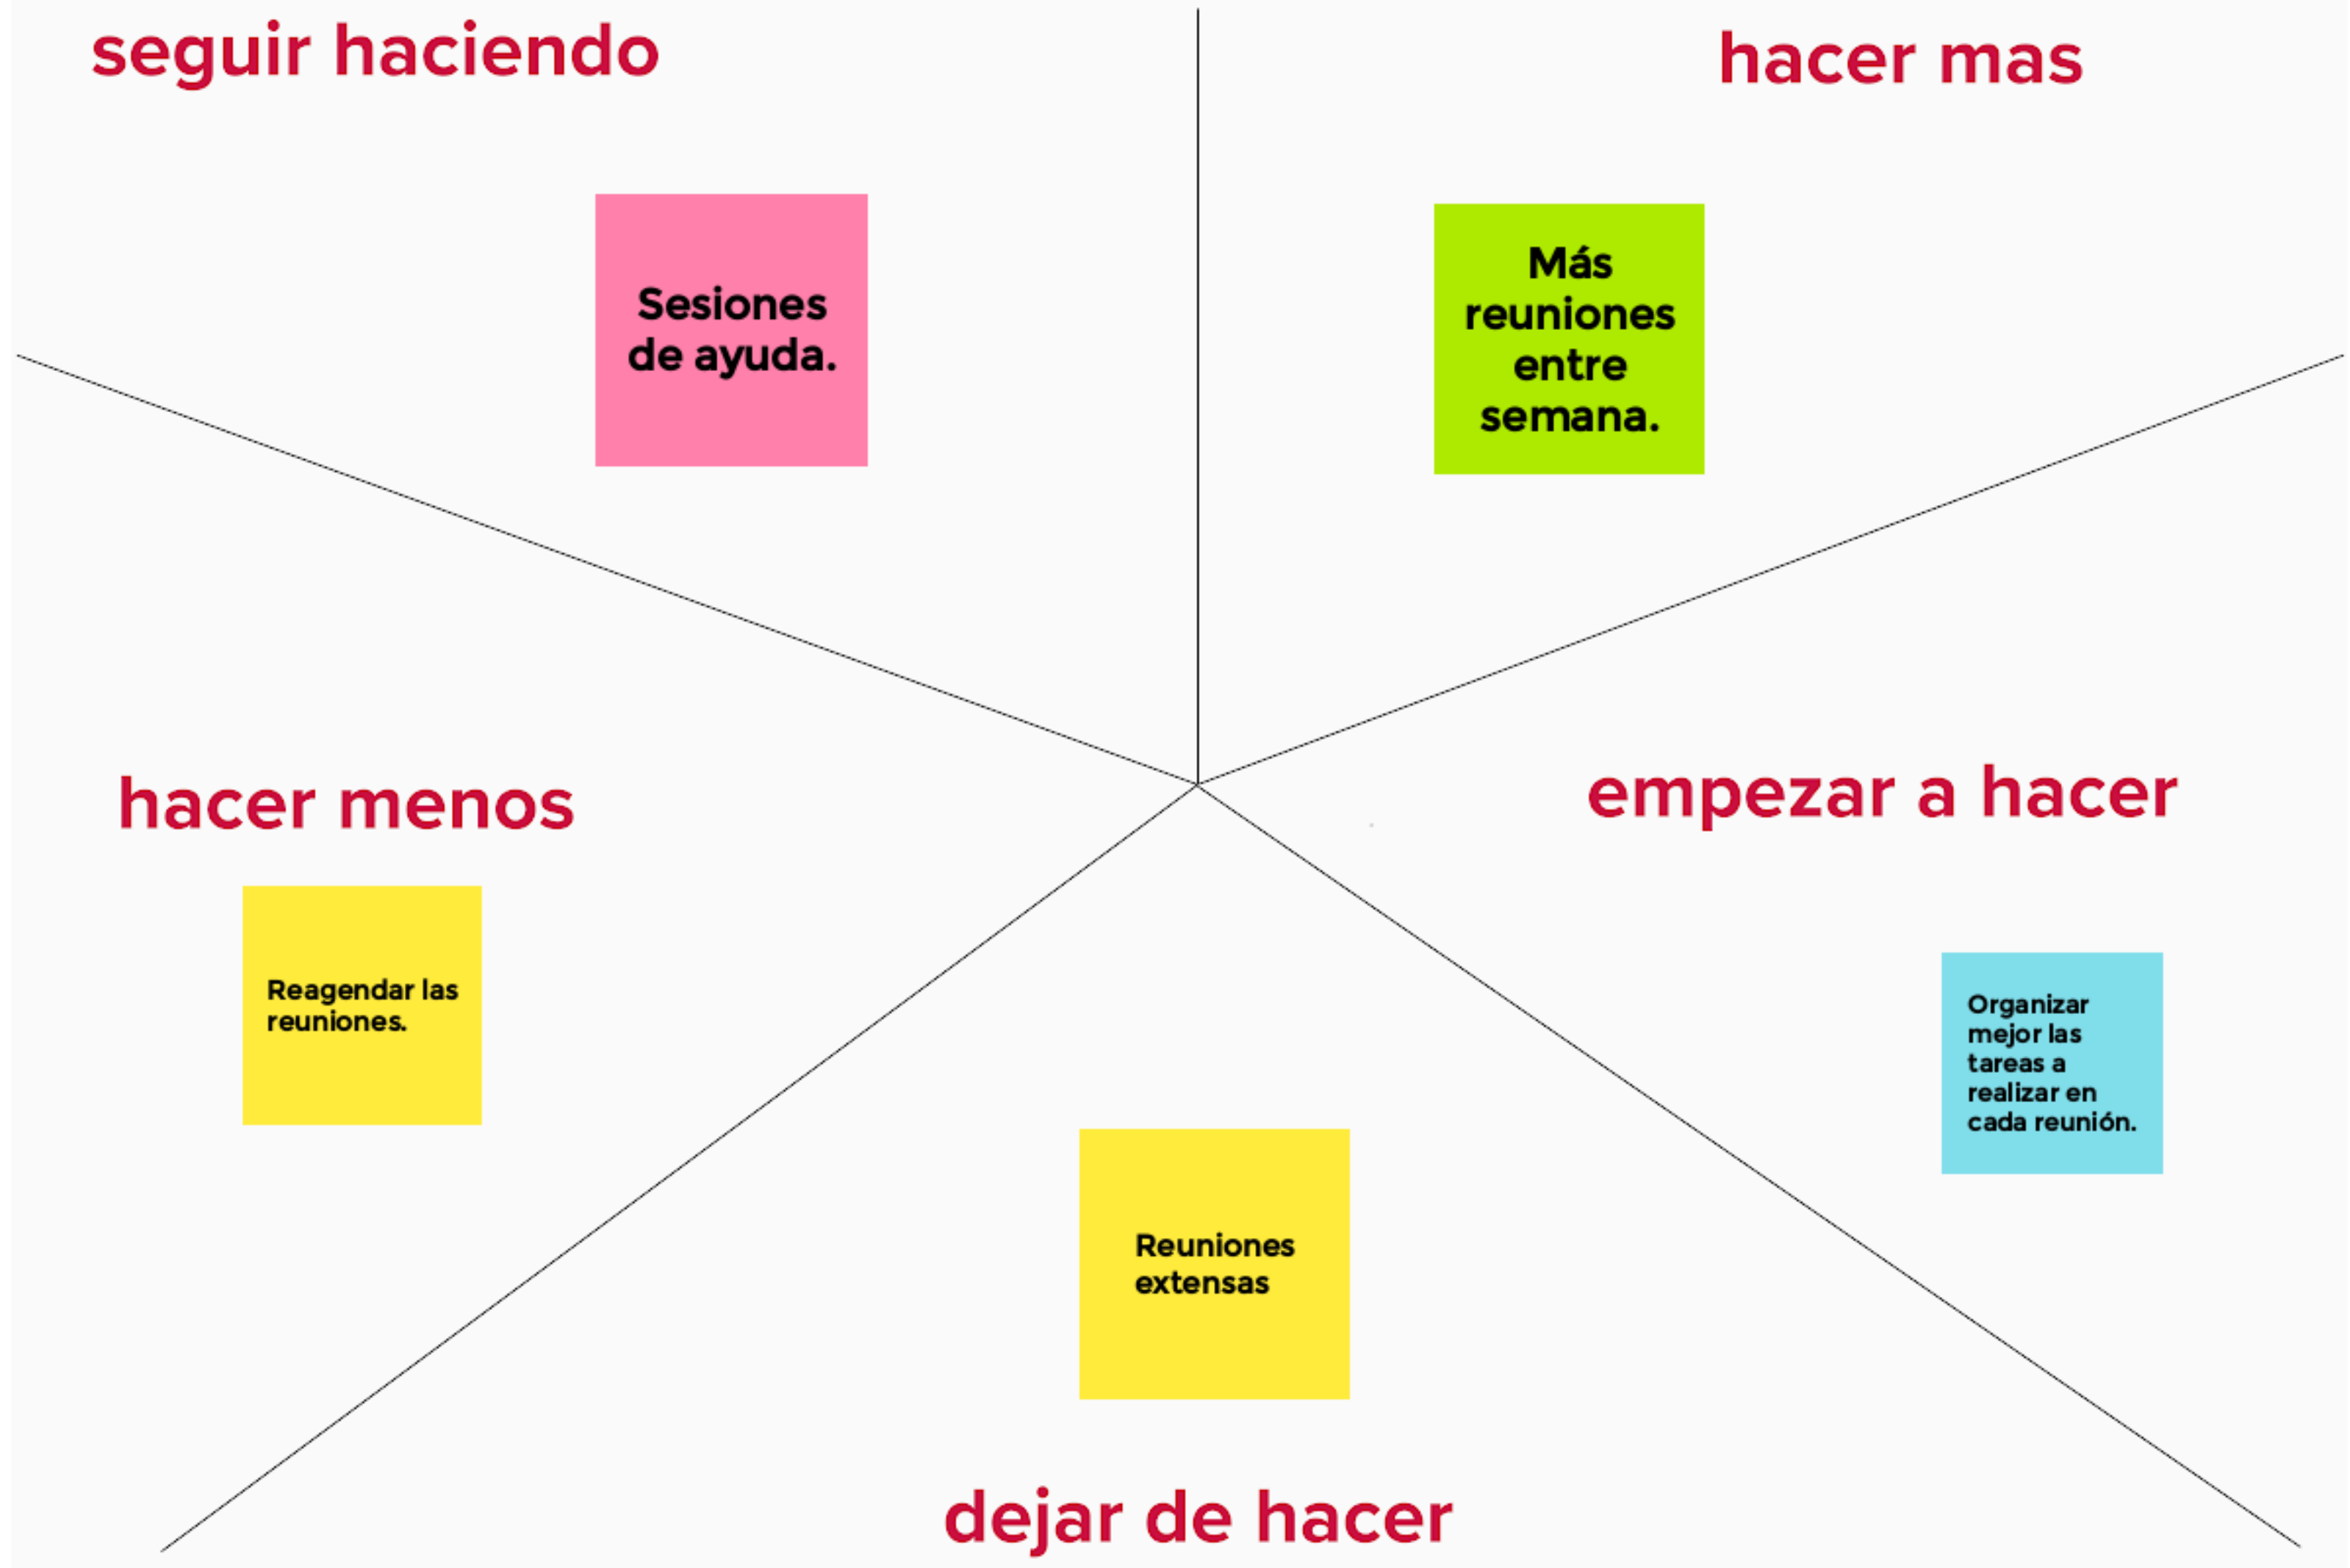 seguir haciendo
hacer mas
Sesiones
de ayuda.
Más
reuniones
entre
semana.
hacer menos
empezar a hacer
Reagendar las
reuniones.
Organizar
mejor las
tareas a
realizar en
cada reunión.
Reuniones
extensas
dejar de hacer